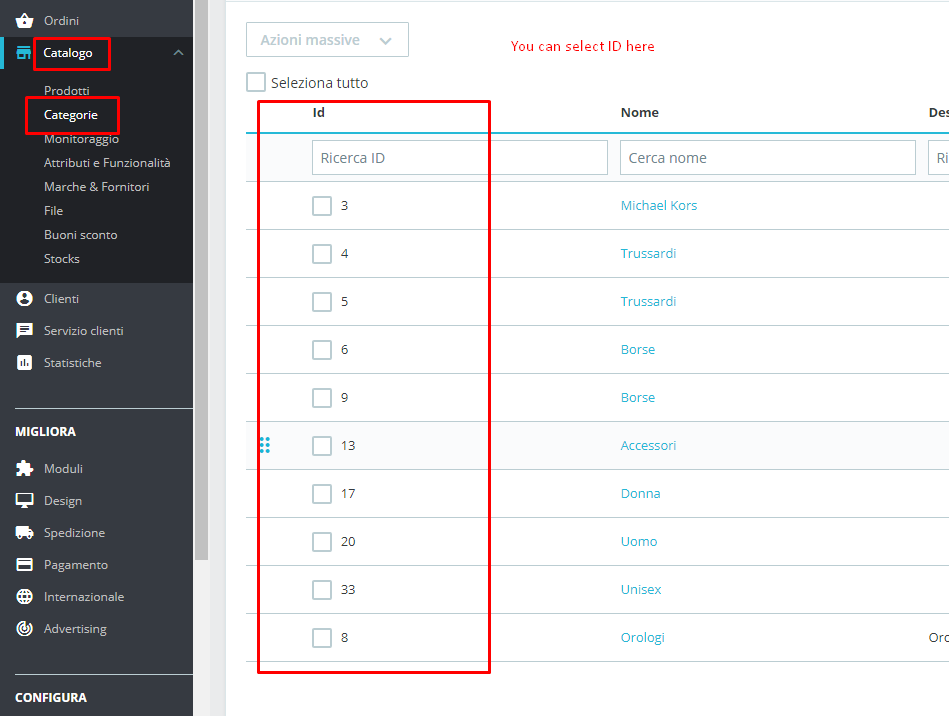 Ordini
Catalogo
Prodotti
Categorie
Monitoraggio
Attributi e Funzionalità
Marche & Fornitori
File
Buoni sconto
Stocks
Clienti
Servizio clienti
Statistiche
MIGLIORA
Moduli
Design
Spedizione
Pagamento
Internazionale
Advertising
CONFIGURA
Azioni massive
You can select ID here
Seleziona tutto
Id Nome Des
Ricerca ID Cerca nome Ri
3 Michael Kors
4 Trussardi
5 Trussardi
6 Borse
9 Borse
13 Accessori
17 Donna
20 Uomo
33 Unisex
8 Orologi Oro